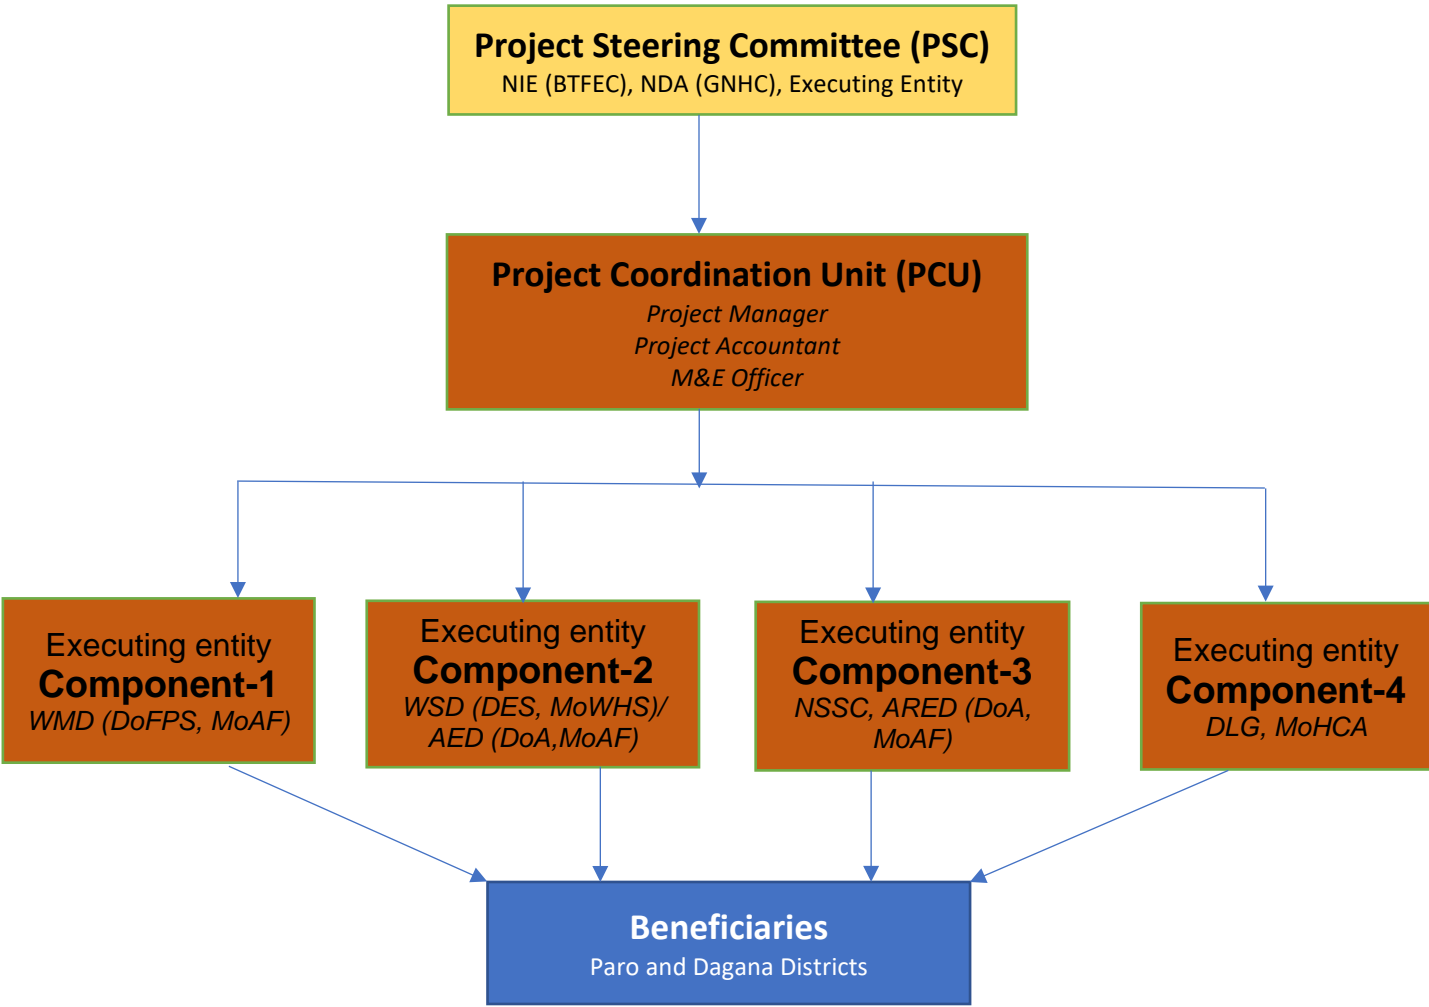 Project Steering Committee (PSC)
NIE (BTFEC), NDA (GNHC), Executing Entity
Project Coordination Unit (PCU)
Project Manager
Project Accountant
M&E Officer
Executing entity
Component-1
WMD (DoFPS, MoAF)
Executing entity
Component-2
WSD (DES, MoWHS)/
AED (DoA,MoAF)
Executing entity
Component-3
NSSC, ARED (DoA,
MoAF)
Executing entity
Component-4
DLG, MoHCA
Beneficiaries
Paro and Dagana Districts